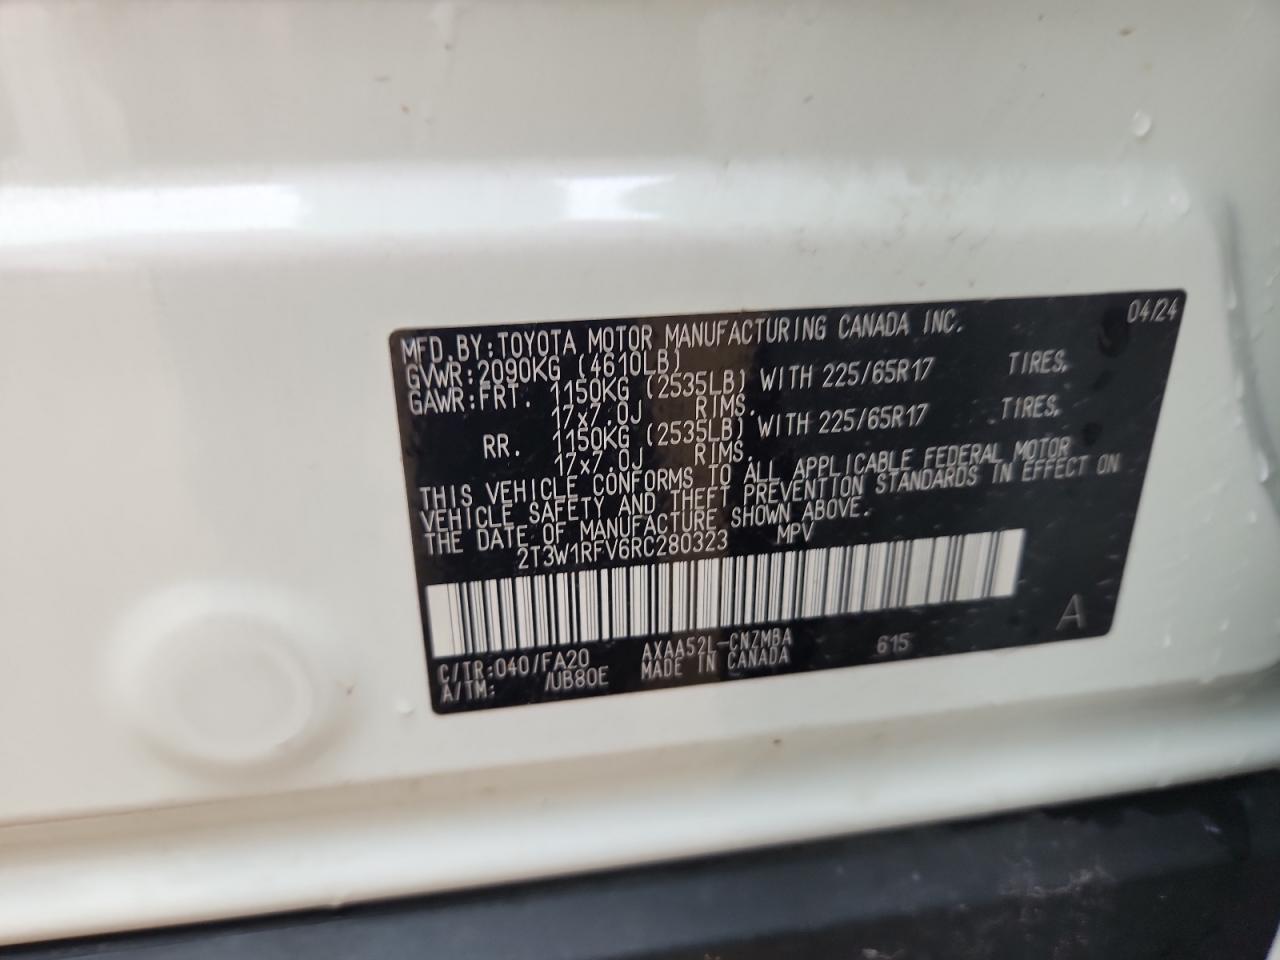 04/24
MFD.BY:TOYOTA MOTOR MANUFACTURING CANADA INC.
GVWR:2090KG (4610LB)
GAWR:FRT. 1150KG (2535LB) WITH 225/65R17 TIRES,
17x7.0J RIMS.
RR. 1150KG (2535LB) WITH 225/65R17 TIRES,
17x7.0J RIMS.
THIS VEHICLE CONFORMS TO ALL APPLICABLE FEDERAL MOTOR
VEHICLE SAFETY AND THEFT PREVENTION STANDARDS IN EFFECT ON
THE DATE OF MANUFACTURE SHOWN ABOVE.
2T3W1RFV6RC280323 MPV
C/TR:040/FA20 AXAA52L-CNZMBA 615 A
A/TM: /UB80E MADE IN CANADA